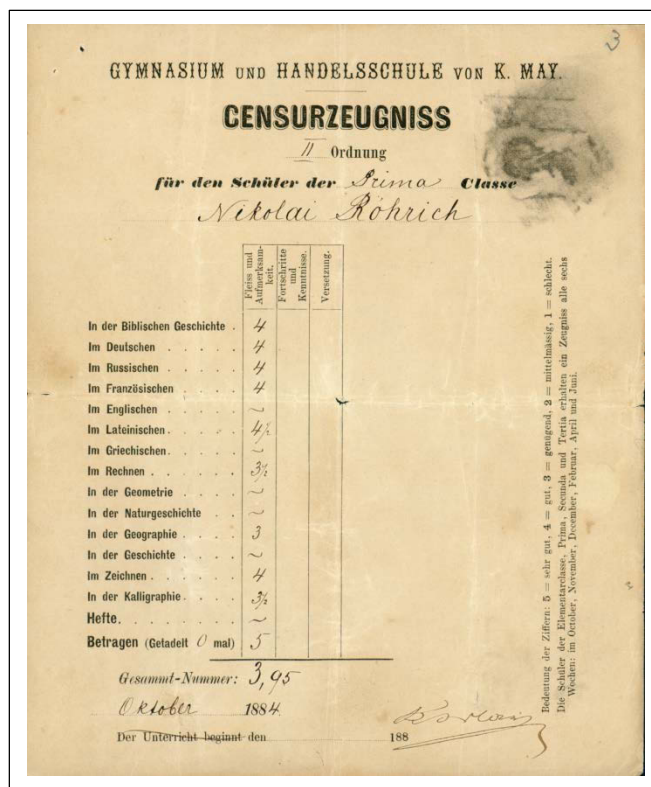 3
GYMNASIUM UND HANDELSSCHULE VON K. MAY.
CENSURZEUGNISS
II Ordnung
für den Schüler der Prima Classe
Nikolai Röhrich
Fleiss und Aufmerksam-keit.
Fortschritte und Kenntnisse.
Versetzung.
In der Biblischen Geschichte . 4
Im Deutschen . . . . . 4
Im Russischen . . . . . 4
Im Französischen . . . . 4
Im Englischen . . . . . ~
Im Lateinischen . . . . 4½
Im Griechischen. . . . . ~
Im Rechnen . . . . . . 3½
In der Geometrie . . . . ~
In der Naturgeschichte . . ~
In der Geographie . . . . 3
In der Geschichte . . . . ~
Im Zeichnen . . . . . . 4
In der Kalligraphie . . . . 3½
Hefte. . . . . . . . . ~
Betragen (Getadelt 0 mal) 5
Gesammt-Nummer: 3,95
Oktober 1884.
Der Unterricht beginnt den 188
Bedeutung der Ziffern: 5 = sehr gut, 4 = gut, 3 = genügend, 2 = mittelmässig, 1 = schlecht.
Die Schüler der Elementarclasse, Prima, Secunda und Tertia erhalten ein Zeugniss alle sechs
Wochen: im October, November, December, Februar, April und Juni.